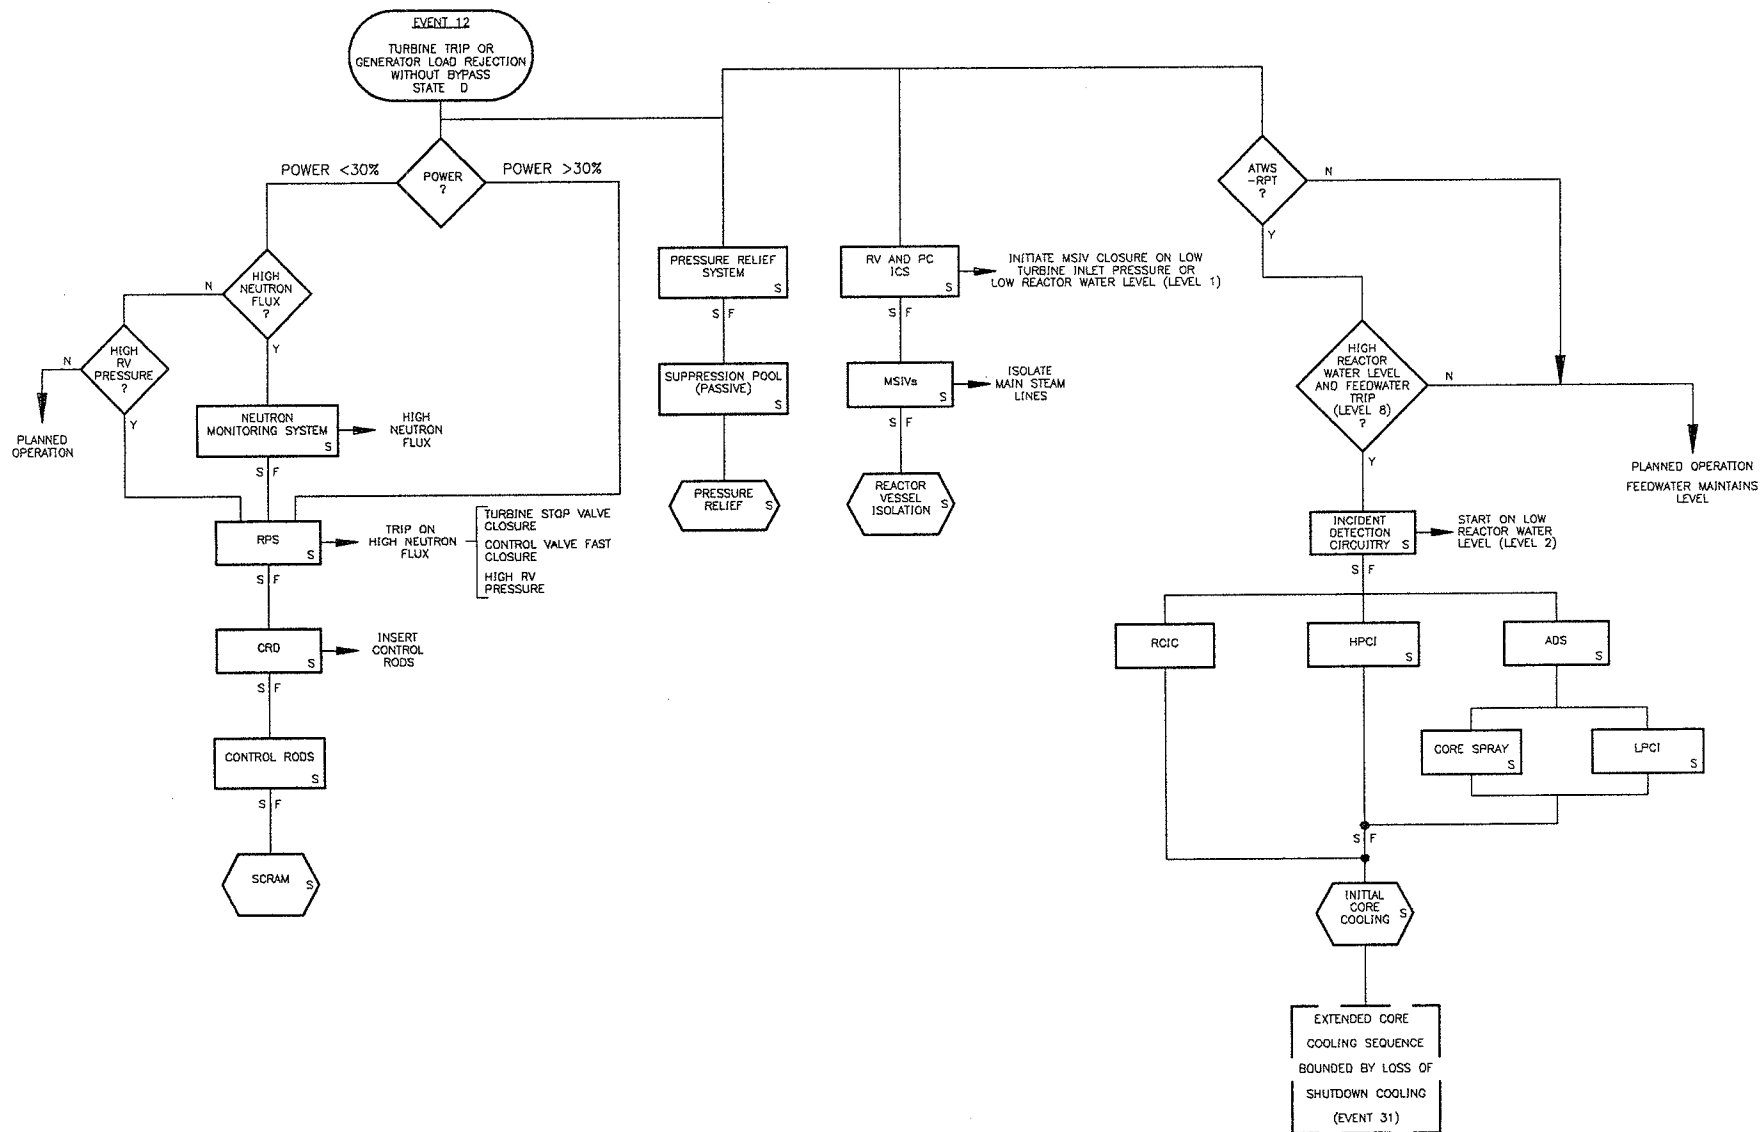 EVENT 12
TURBINE TRIP OR
GENERATOR LOAD REJECTION
WITHOUT BYPASS
STATE D
POWER <30%
POWER
?
POWER >30%
HIGH
NEUTRON
FLUX
?
N
Y
HIGH
RV
PRESSURE
?
N
Y
PLANNED
OPERATION
NEUTRON
MONITORING SYSTEM
S
HIGH
NEUTRON
FLUX
S F
RPS
S
TRIP ON
HIGH NEUTRON
FLUX
TURBINE STOP VALVE
CLOSURE
CONTROL VALVE FAST
CLOSURE
HIGH RV
PRESSURE
S F
CRD
S
INSERT
CONTROL
RODS
S F
CONTROL RODS
S
S F
SCRAM
S
PRESSURE RELIEF
SYSTEM
S
S F
SUPPRESSION POOL
(PASSIVE)
S
PRESSURE
RELIEF
S
RV AND PC
ICS
S
INITIATE MSIV CLOSURE ON LOW
TURBINE INLET PRESSURE OR
LOW REACTOR WATER LEVEL (LEVEL 1)
S F
MSIVs
S
ISOLATE
MAIN STEAM
LINES
S F
REACTOR
VESSEL
ISOLATION
S
ATWS
-RPT
?
N
Y
HIGH
REACTOR
WATER LEVEL
AND FEEDWATER
TRIP
(LEVEL 8)
?
N
Y
PLANNED OPERATION
FEEDWATER MAINTAINS
LEVEL
INCIDENT
DETECTION
CIRCUITRY
S
START ON LOW
REACTOR WATER
LEVEL (LEVEL 2)
S F
RCIC
HPCI
S
ADS
S
CORE SPRAY
S
LPCI
S
S F
INITIAL
CORE
COOLING
S
EXTENDED CORE
COOLING SEQUENCE
BOUNDED BY LOSS OF
SHUTDOWN COOLING
(EVENT 31)